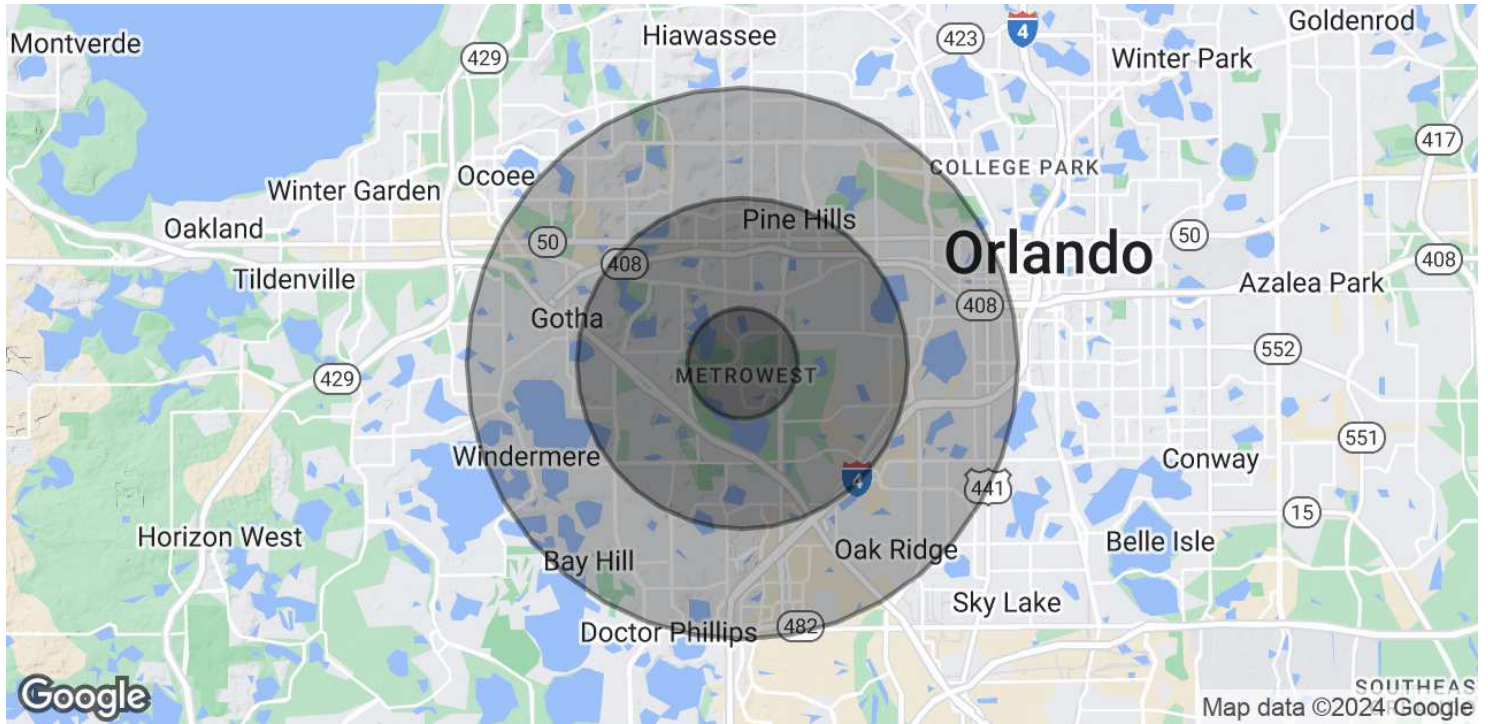 Montverde
429
Hiawassee
423
4
Goldenrod
Winter Park
417
COLLEGE PARK
Ocoee
Winter Garden
Oakland
Pine Hills
50
408
Orlando
50
408
Tildenville
Azalea Park
Gotha
408
552
429
METROWEST
551
Windermere
4
441
Conway
15
Horizon West
Bay Hill
Oak Ridge
Belle Isle
Sky Lake
Doctor Phillips
482
Google
SOUTHEAS
Map data ©2024 Google